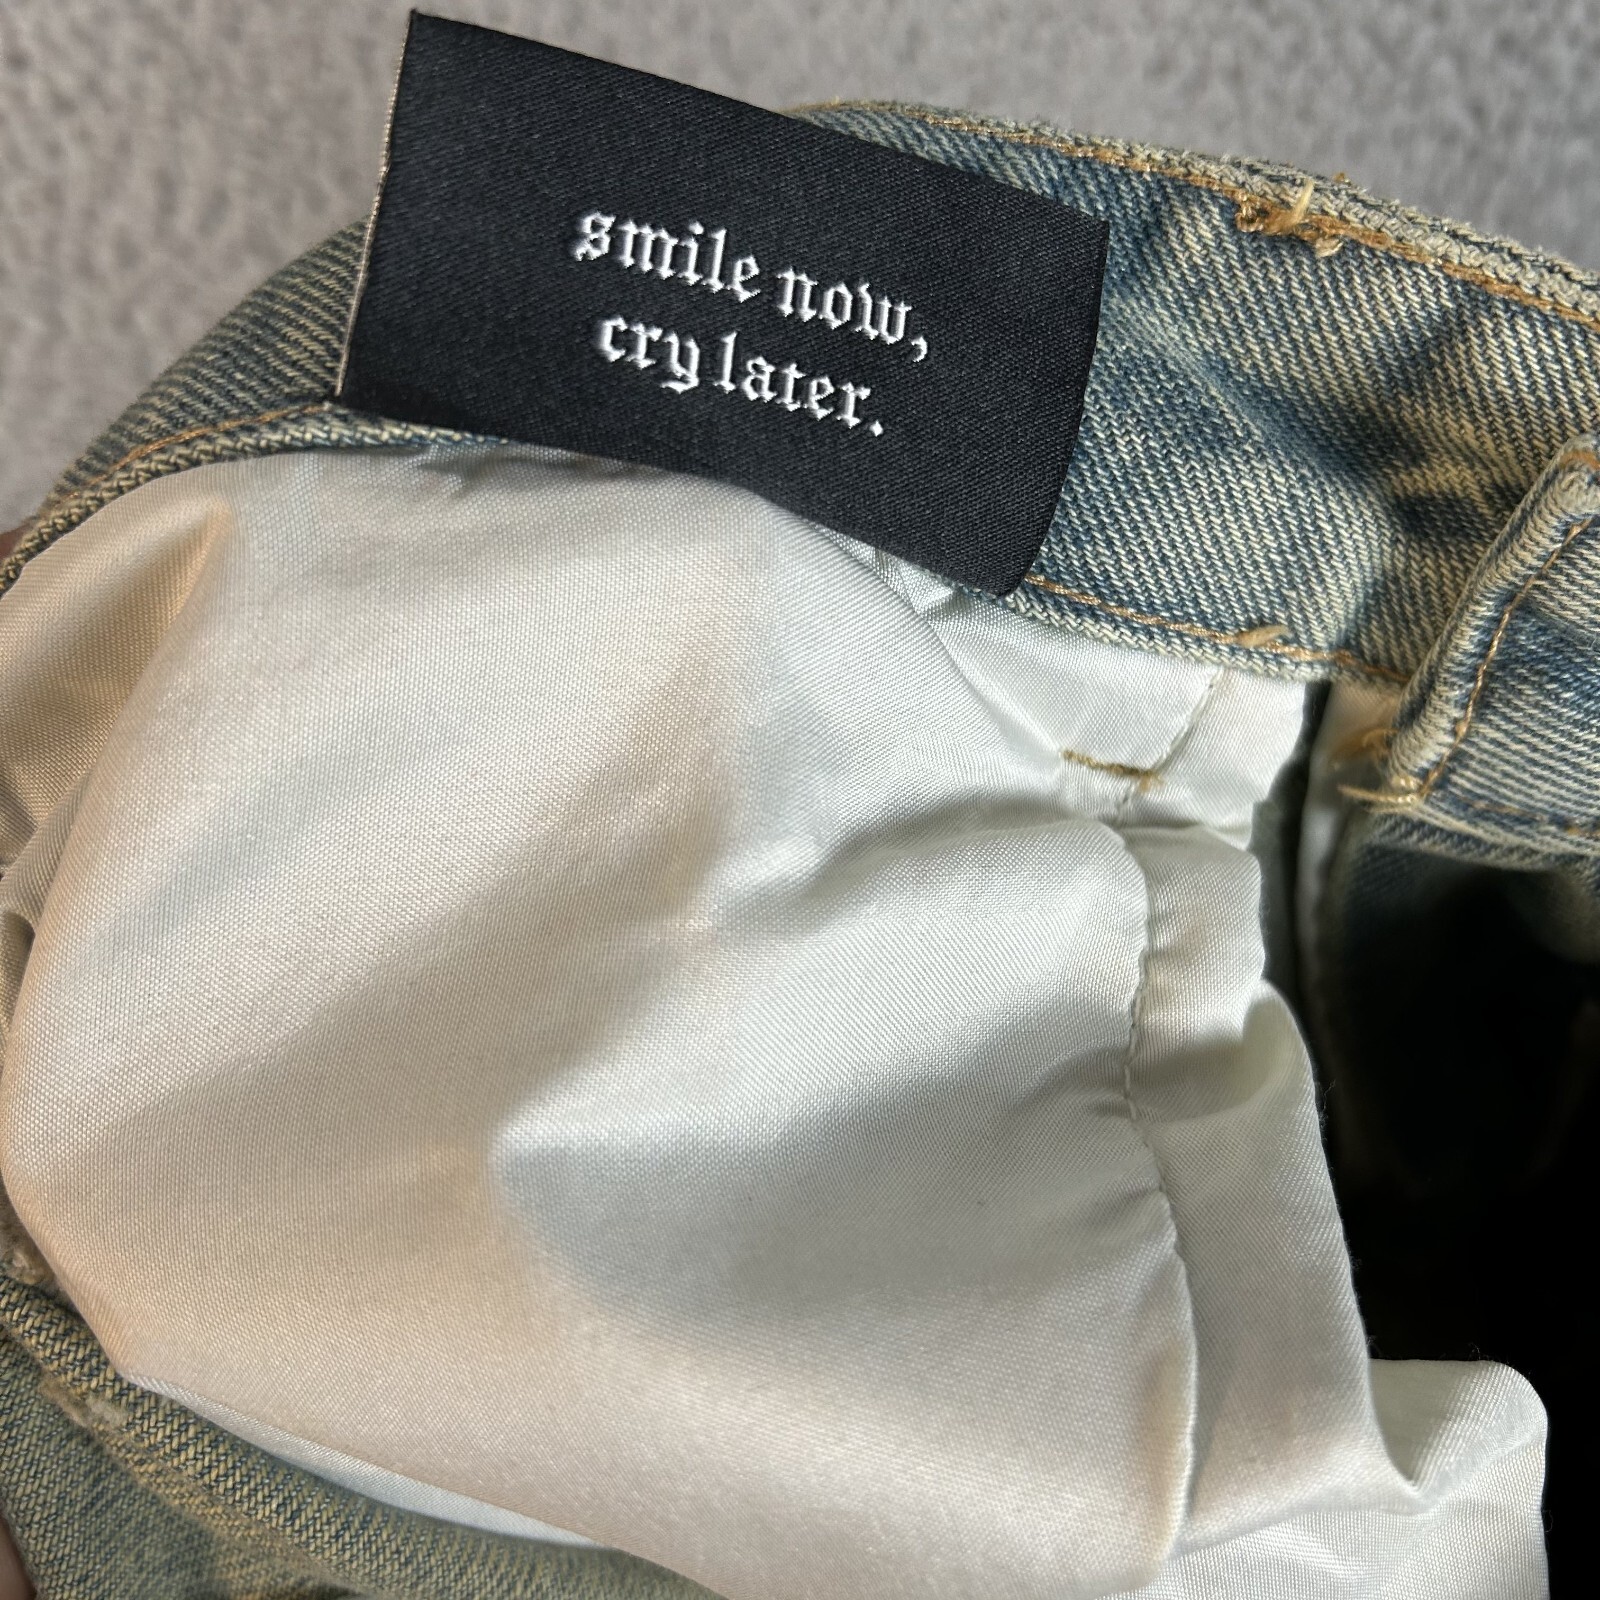 smile now,
cry later.